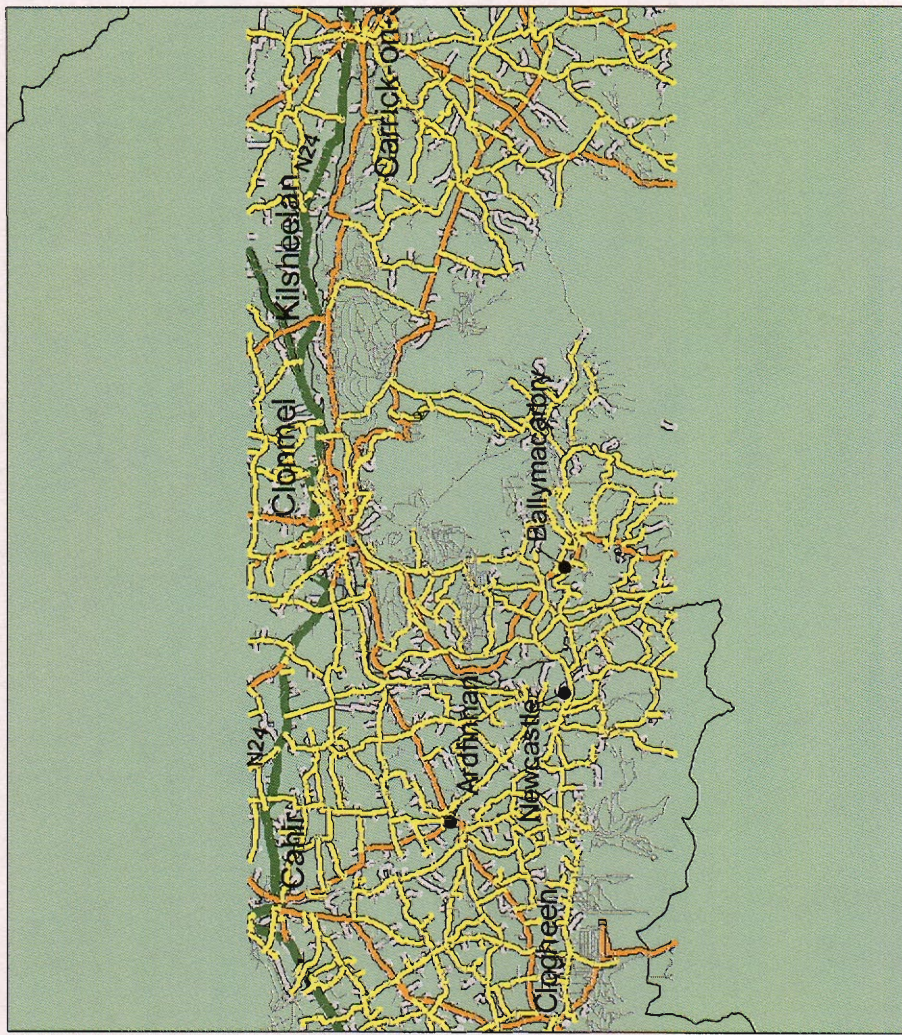 Carrick-on-S
N24
Kilsheelan
Clonmel
Ballymacarbry
N24
Ardfinnan
Newcastle
Cahir
Clogheen